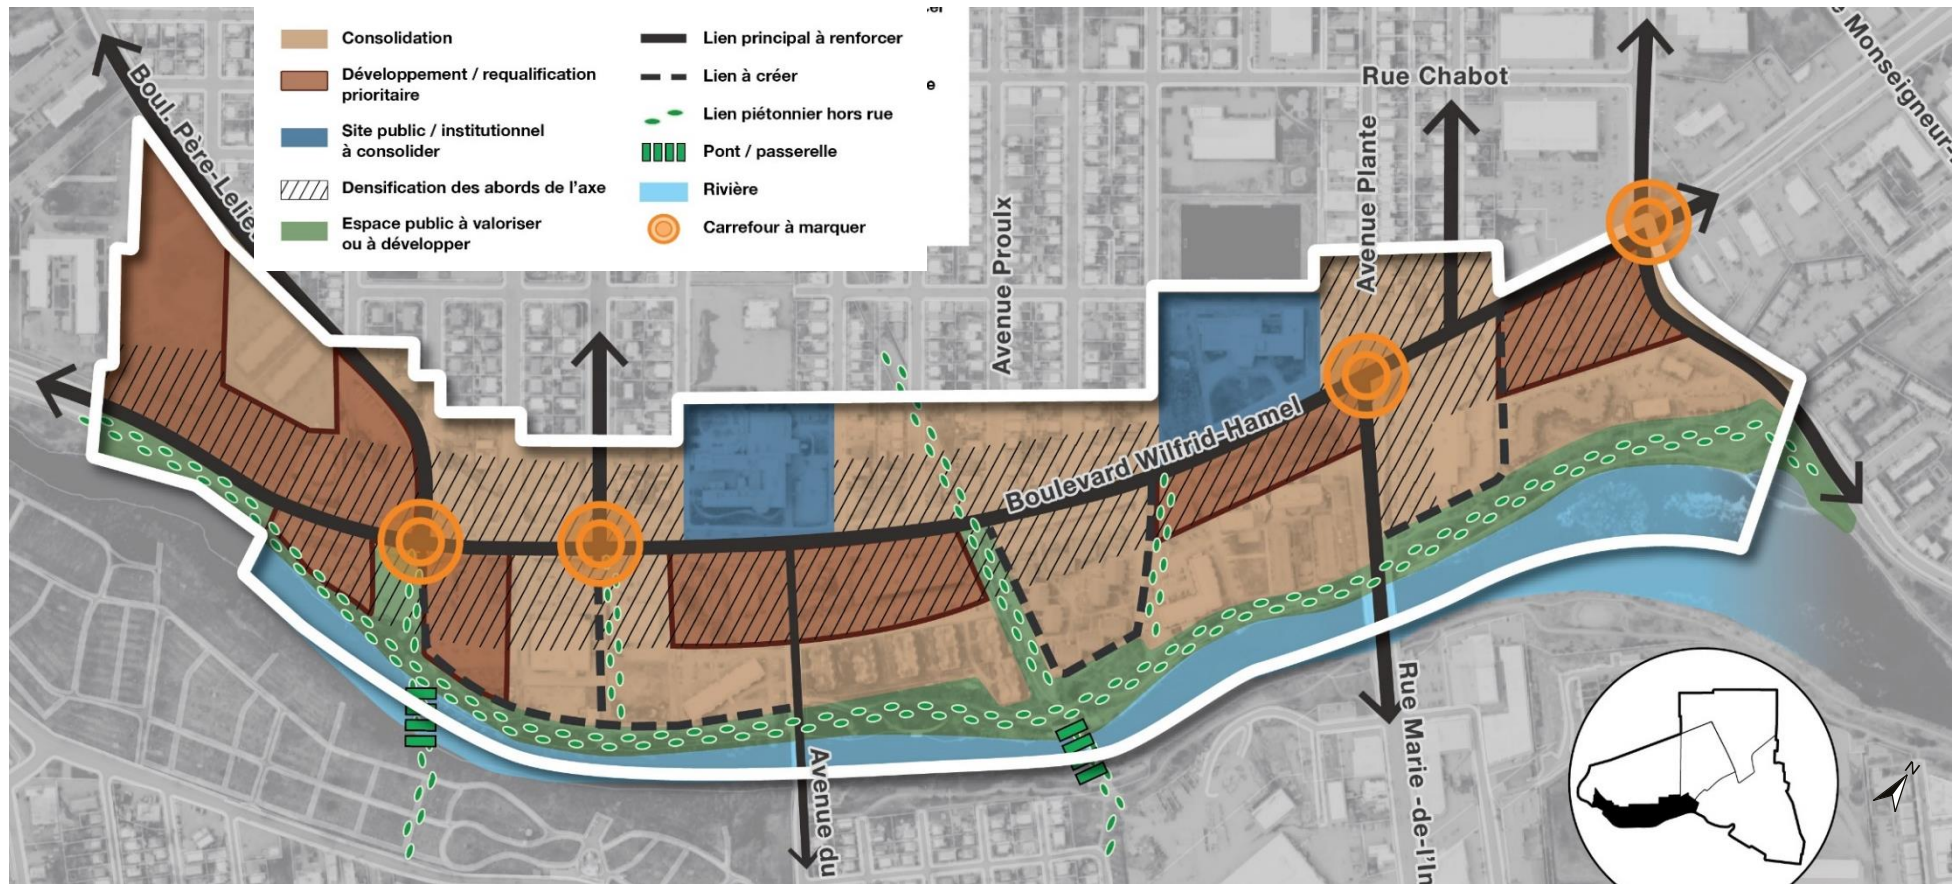 Consolidation
Développement / requalification
prioritaire
Site public / institutionnel
à consolider
Densification des abords de l'axe
Espace public à valoriser
ou à développer
Lien principal à renforcer
Lien à créer
Lien piétonnier hors rue
Pont / passerelle
Rivière
Carrefour à marquer
Boul. Père-Lelie
Rue Chabot
Avenue Plante
Avenue Proulx
Monseigneur-
Boulevard Wilfrid-Hamel
Avenue du
Rue Marie -de-l'In
N